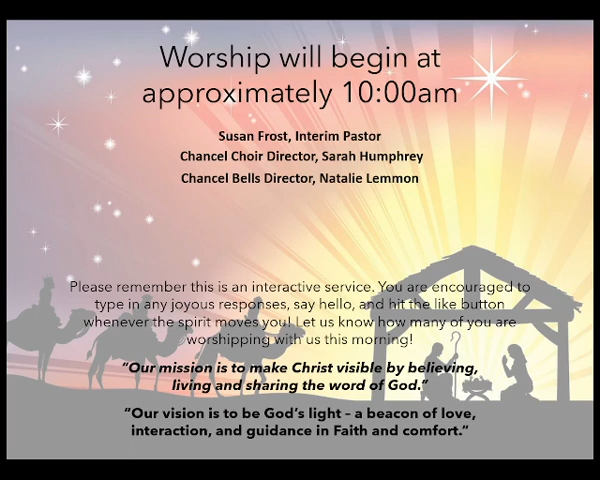 Worship will begin at
approximately 10:00am
Susan Frost, Interim Pastor
Chancel Choir Director, Sarah Humphrey
Chancel Bells Director, Natalie Lemmon
Please remember this is an interactive service. You are encouraged to
type in any joyous responses, say hello, and hit the like button
whenever the spirit moves you! Let us know how many of you are
worshipping with us this morning!
“Our mission is to make Christ visible by believing,
living and sharing the word of God.”
“Our vision is to be God’s light – a beacon of love,
interaction, and guidance in Faith and comfort.”